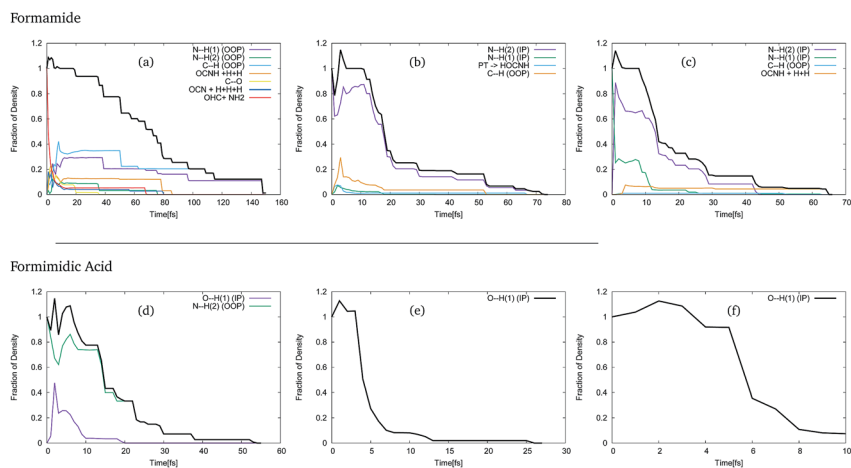 Formamide
(a)
N--H(1) (OOP)
N--H(2) (OOP)
C--H (OOP)
OCNH +H+H
C--O
OCN + H+H+H
OHC+ NH2
Fraction of Density
0 0.2 0.4 0.6 0.8 1 1.2
0 20 40 60 80 100 120 140 160
Time[fs]
(b)
N--H(2) (IP)
N--H(1) (IP)
PT -> HOCNH
C--H (OOP)
Fraction of Density
0 0.2 0.4 0.6 0.8 1 1.2
0 10 20 30 40 50 60 70 80
Time[fs]
(c)
N--H(2) (IP)
N--H(1) (IP)
C--H (OOP)
OCNH + H+H
Fraction of Density
0 0.2 0.4 0.6 0.8 1 1.2
0 10 20 30 40 50 60 70
Time[fs]
Formimidic Acid
(d)
O--H(1) (IP)
N--H(2) (OOP)
Fraction of Density
0 0.2 0.4 0.6 0.8 1 1.2
0 10 20 30 40 50 60
Time[fs]
(e)
O--H(1) (IP)
Fraction of Density
0 0.2 0.4 0.6 0.8 1 1.2
0 5 10 15 20 25 30
Time[fs]
(f)
O--H(1) (IP)
Fraction of Density
0 0.2 0.4 0.6 0.8 1 1.2
0 2 4 6 8 10
Time[fs]